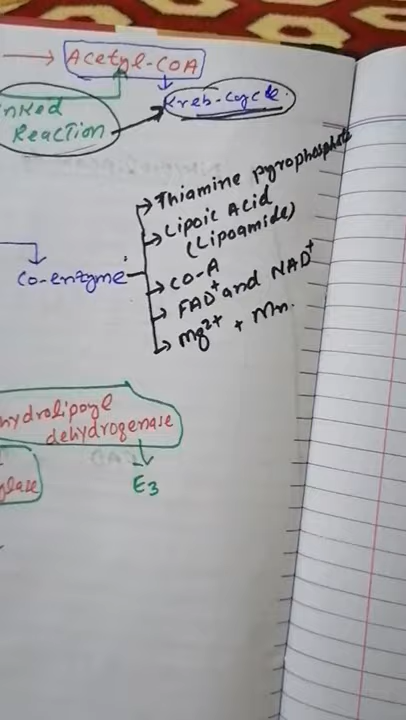 → Acetyl-COA
Kreb-cycle.
inked
Reaction
→ Thiamine pyrophosphate
→ Lipoic Acid
(Lipoamide)
co-enzyme
→ CO-A
→ FAD+ and NAD+
→ Mg2+ + Mn.
hydrolipoyl
dehydrogenase
E3